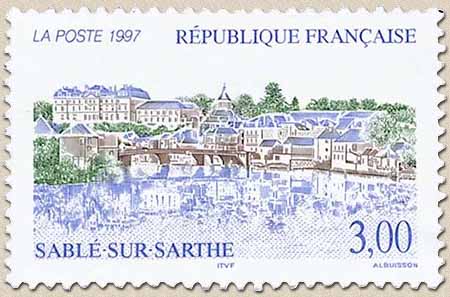 LA POSTE 1997 RÉPUBLIQUE FRANÇAISE
SABLÉ-SUR-SARTHE 3,00
ITVF ALBUISSON